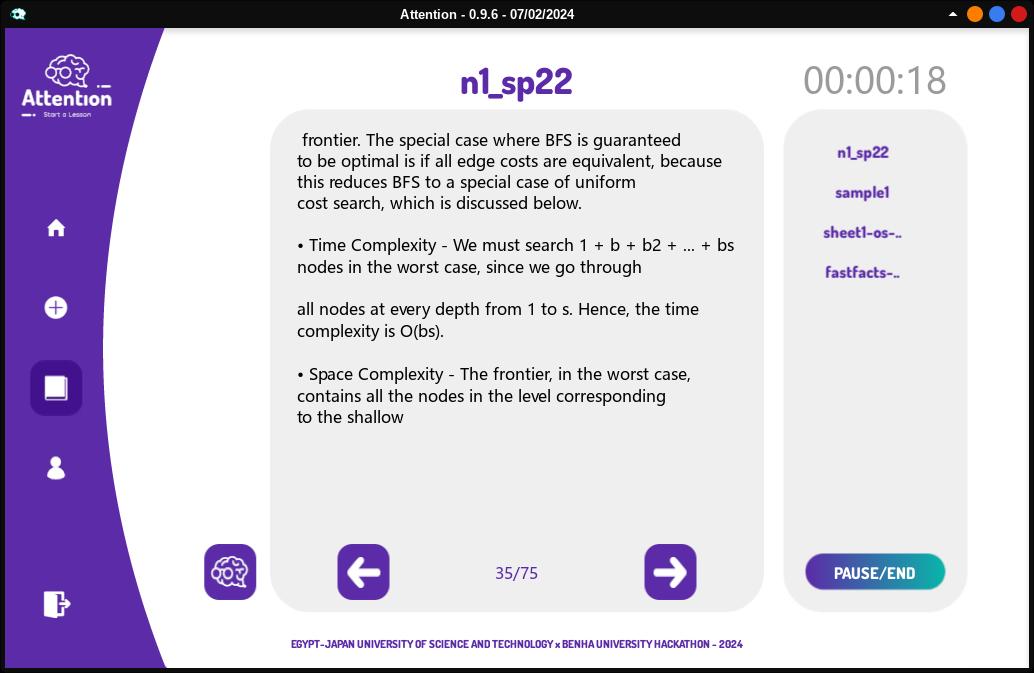 Attention - 0.9.6 - 07/02/2024
Attention
Start a Lesson
n1_sp22
00:00:18
frontier. The special case where BFS is guaranteed
to be optimal is if all edge costs are equivalent, because
this reduces BFS to a special case of uniform
cost search, which is discussed below.
• Time Complexity - We must search 1 + b + b2 + ... + bs
nodes in the worst case, since we go through
all nodes at every depth from 1 to s. Hence, the time
complexity is O(bs).
• Space Complexity - The frontier, in the worst case,
contains all the nodes in the level corresponding
to the shallow
35/75
n1_sp22
sample1
sheet1-os-..
fastfacts-..
PAUSE/END
EGYPT-JAPAN UNIVERSITY OF SCIENCE AND TECHNOLOGY x BENHA UNIVERSITY HACKATHON - 2024